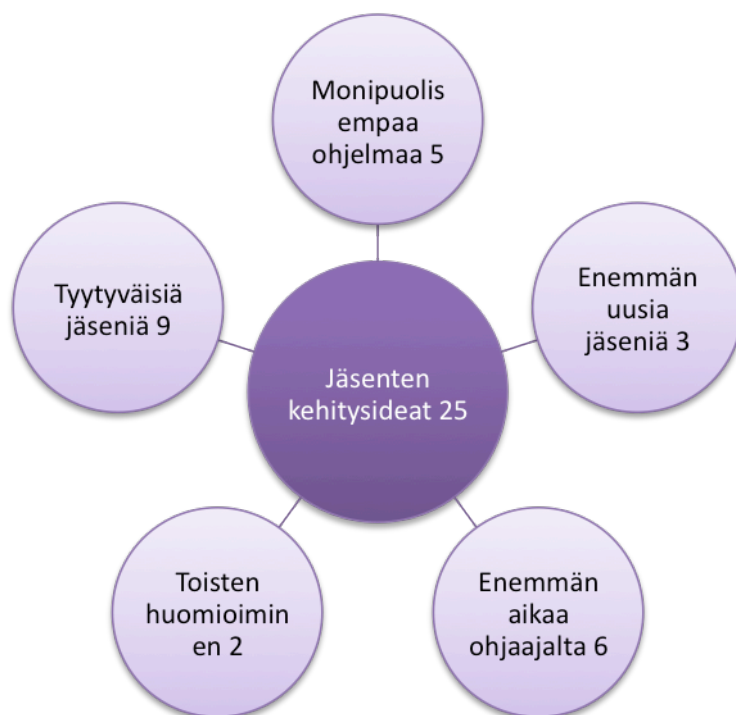 Monipuolis
empaa
ohjelmaa 5
Tyytyväisiä
jäseniä 9
Enemmän
uusia
jäseniä 3
Jäsenten
kehitysideat 25
Toisten
huomioimin
en 2
Enemmän
aikaa
ohjaajalta 6